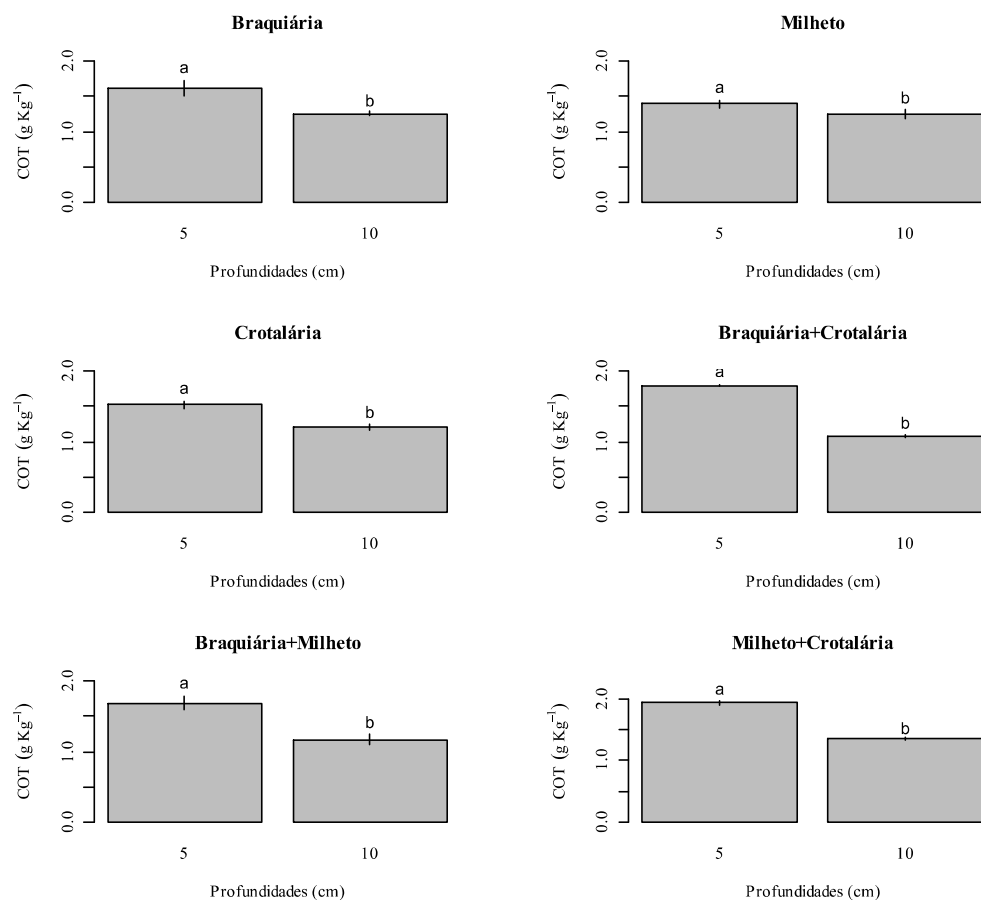 Braquiária
COT (g Kg⁻¹)
2.0
1.0
0.0
a
b
5
10
Profundidades (cm)
Milheto
COT (g Kg⁻¹)
2.0
1.0
0.0
a
b
5
10
Profundidades (cm)
Crotalária
COT (g Kg⁻¹)
2.0
1.0
0.0
a
b
5
10
Profundidades (cm)
Braquiária+Crotalária
COT (g Kg⁻¹)
2.0
1.0
0.0
a
b
5
10
Profundidades (cm)
Braquiária+Milheto
COT (g Kg⁻¹)
2.0
1.0
0.0
a
b
5
10
Profundidades (cm)
Milheto+Crotalária
COT (g Kg⁻¹)
2.0
1.0
0.0
a
b
5
10
Profundidades (cm)